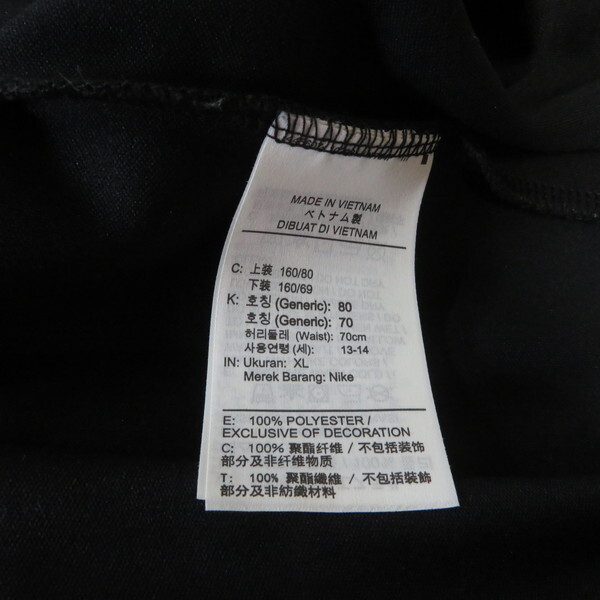 MADE IN VIETNAM
ベトナム製
DIBUAT DI VIETNAM
C: 上装 160/80
下装 160/69
K: 호칭 (Generic): 80
호칭 (Generic): 70
허리둘레 (Waist): 70cm
사용연령 (세): 13-14
IN: Ukuran: XL
Merek Barang: Nike
E: 100% POLYESTER /
EXCLUSIVE OF DECORATION
C: 100% 聚酯纤维 / 不包括装饰
部分及非纤维物质
T: 100% 聚酯纖維 / 不包括裝飾
部分及非紡織材料